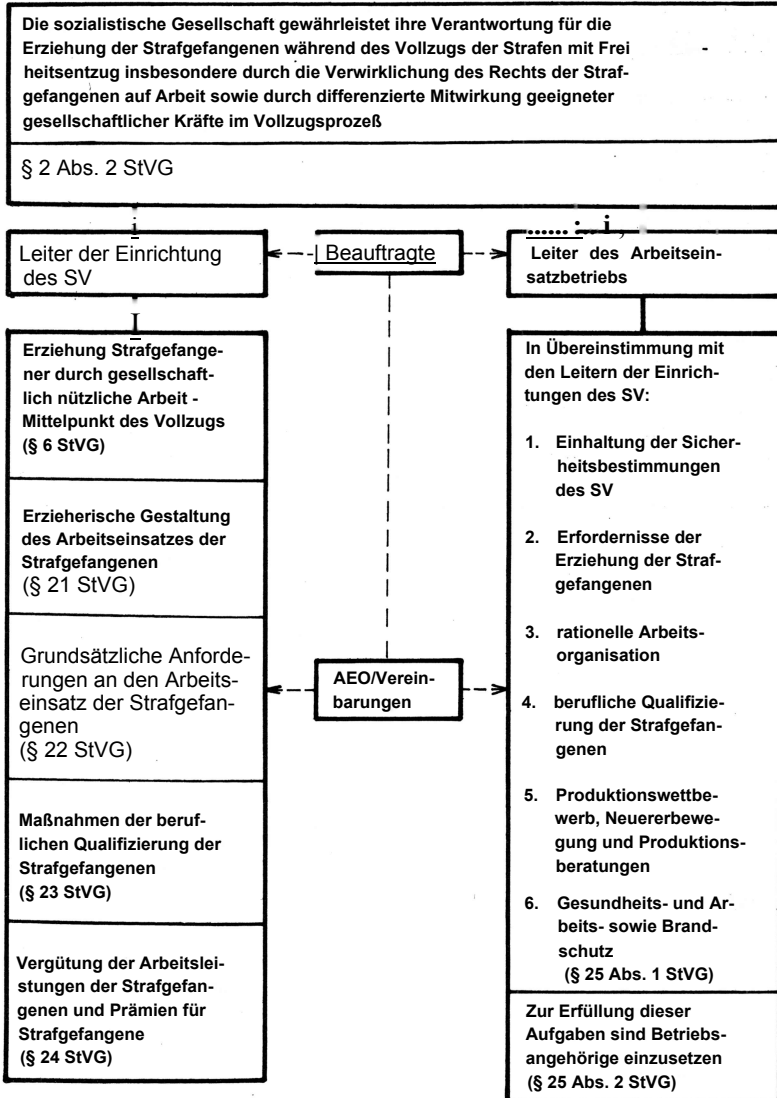 Die sozialistische Gesellschaft gewährleistet ihre Verantwortung für die
Erziehung der Strafgefangenen während des Vollzugs der Strafen mit Frei -
heitsentzug insbesondere durch die Verwirklichung des Rechts der Straf-
gefangenen auf Arbeit sowie durch differenzierte Mitwirkung geeigneter
gesellschaftlicher Kräfte im Vollzugsprozeß
§ 2 Abs. 2 StVG
Leiter der Einrichtung
des SV
Beauftragte
Leiter des Arbeitsein-
satzbetriebs
Erziehung Strafgefange-
ner durch gesellschaft-
lich nützliche Arbeit -
Mittelpunkt des Vollzugs
(§ 6 StVG)
Erzieherische Gestaltung
des Arbeitseinsatzes der
Strafgefangenen
(§ 21 StVG)
Grundsätzliche Anforde-
rungen an den Arbeits-
einsatz der Strafgefan-
genen
(§ 22 StVG)
Maßnahmen der beruf-
lichen Qualifizierung der
Strafgefangenen
(§ 23 StVG)
Vergütung der Arbeitslei-
stungen der Strafgefan-
genen und Prämien für
Strafgefangene
(§ 24 StVG)
AEO/Verein-
barungen
In Übereinstimmung mit
den Leitern der Einrich-
tungen des SV:
1. Einhaltung der Sicher-
heitsbestimmungen
des SV
2. Erfordernisse der
Erziehung der Straf-
gefangenen
3. rationelle Arbeits-
organisation
4. berufliche Qualifizie-
rung der Strafgefan-
genen
5. Produktionswettbe-
werb, Neuererbewe-
gung und Produktions-
beratungen
6. Gesundheits- und Ar-
beits- sowie Brand-
schutz
(§ 25 Abs. 1 StVG)
Zur Erfüllung dieser
Aufgaben sind Betriebs-
angehörige einzusetzen
(§ 25 Abs. 2 StVG)